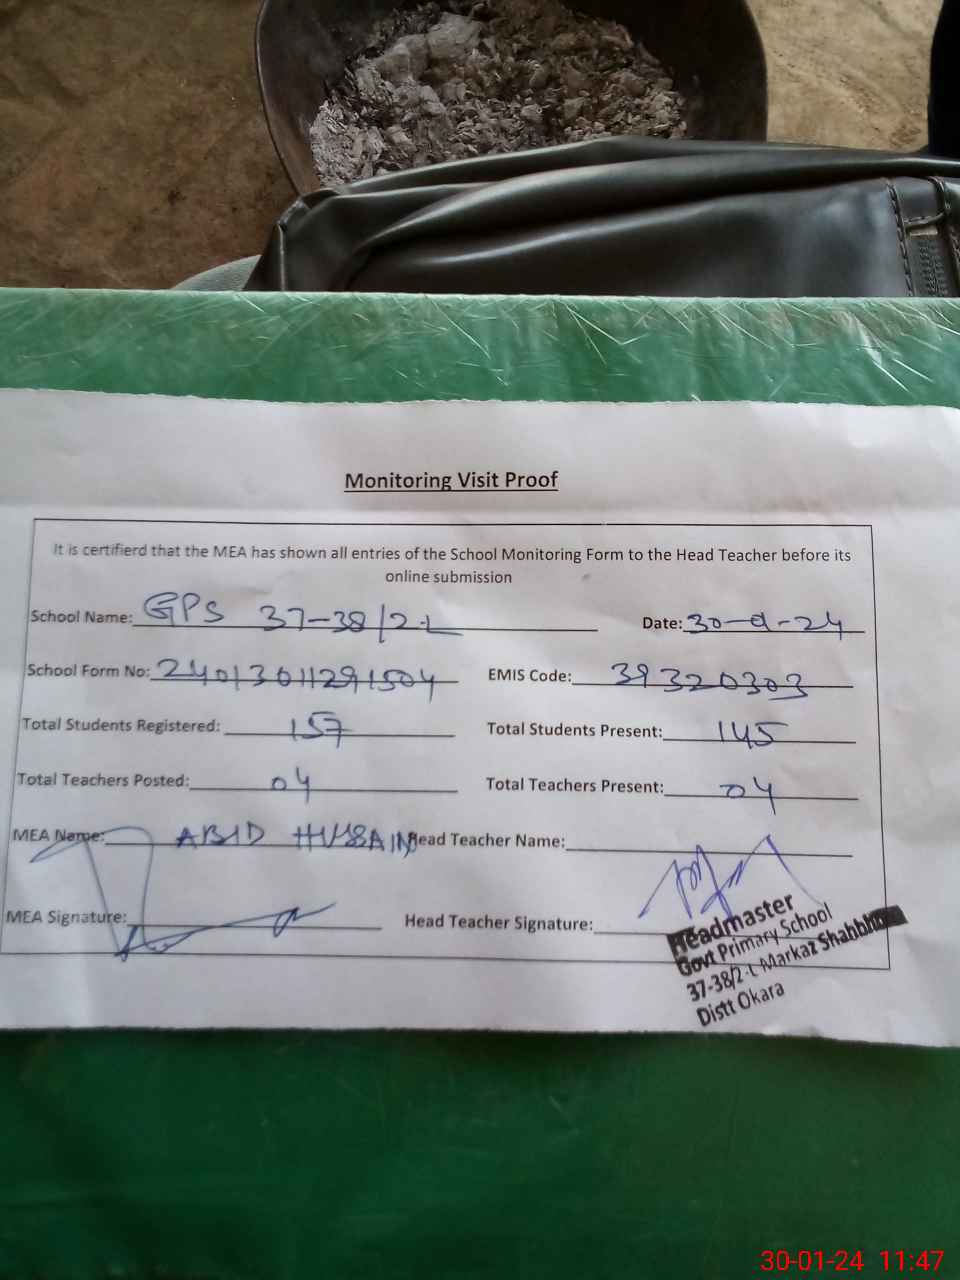 Monitoring Visit Proof
It is certifierd that the MEA has shown all entries of the School Monitoring Form to the Head Teacher before its
online submission
School Name: GPS 37-38/2-L Date: 30-01-24
School Form No: 24013011291504 EMIS Code: 39320303
Total Students Registered: 157 Total Students Present: 145
Total Teachers Posted: 04 Total Teachers Present: 04
MEA Name: ABID HUSSAIN Head Teacher Name:
MEA Signature: Head Teacher Signature:
Headmaster
Govt Primary School
37-38/2-L Markaz
Distt Okara
30-01-24 11:47